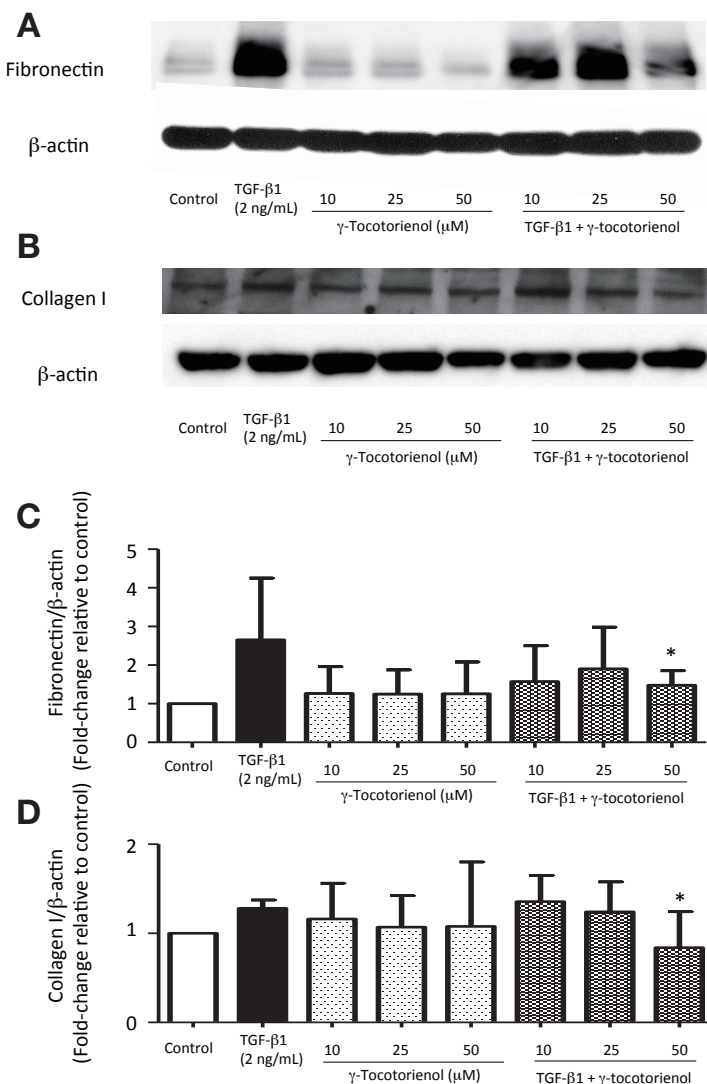 A
Fibronectin
β-actin
Control
TGF-β1
(2 ng/mL)
10 25 50
γ-Tocotorienol (μM)
10 25 50
TGF-β1 + γ-tocotorienol
B
Collagen I
β-actin
Control
TGF-β1
(2 ng/mL)
10 25 50
γ-Tocotorienol (μM)
10 25 50
TGF-β1 + γ-tocotorienol
C
Fibronectin/β-actin
(Fold-change relative to control)
5
4
3
2
1
0
*
Control
TGF-β1
(2 ng/mL)
10 25 50
γ-Tocotorienol (μM)
10 25 50
TGF-β1 + γ-tocotorienol
D
Collagen I/β-actin
(Fold-change relative to control)
2
1
0
*
Control
TGF-β1
(2 ng/mL)
10 25 50
γ-Tocotorienol (μM)
10 25 50
TGF-β1 + γ-tocotorienol